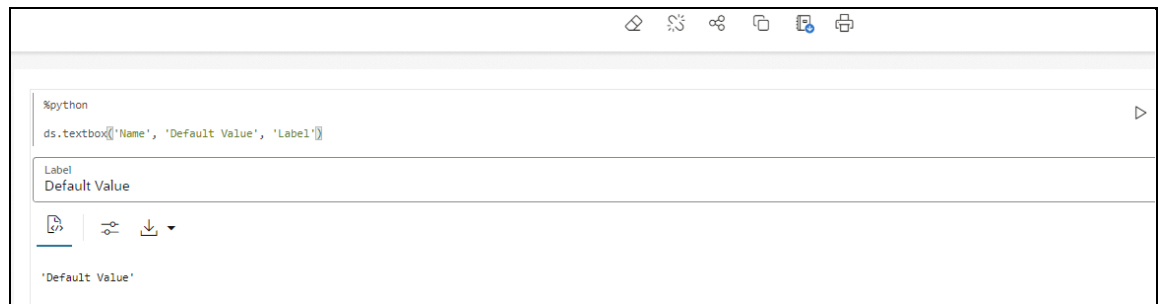 %python
ds.textbox('Name', 'Default Value', 'Label')
Label
Default Value
'Default Value'